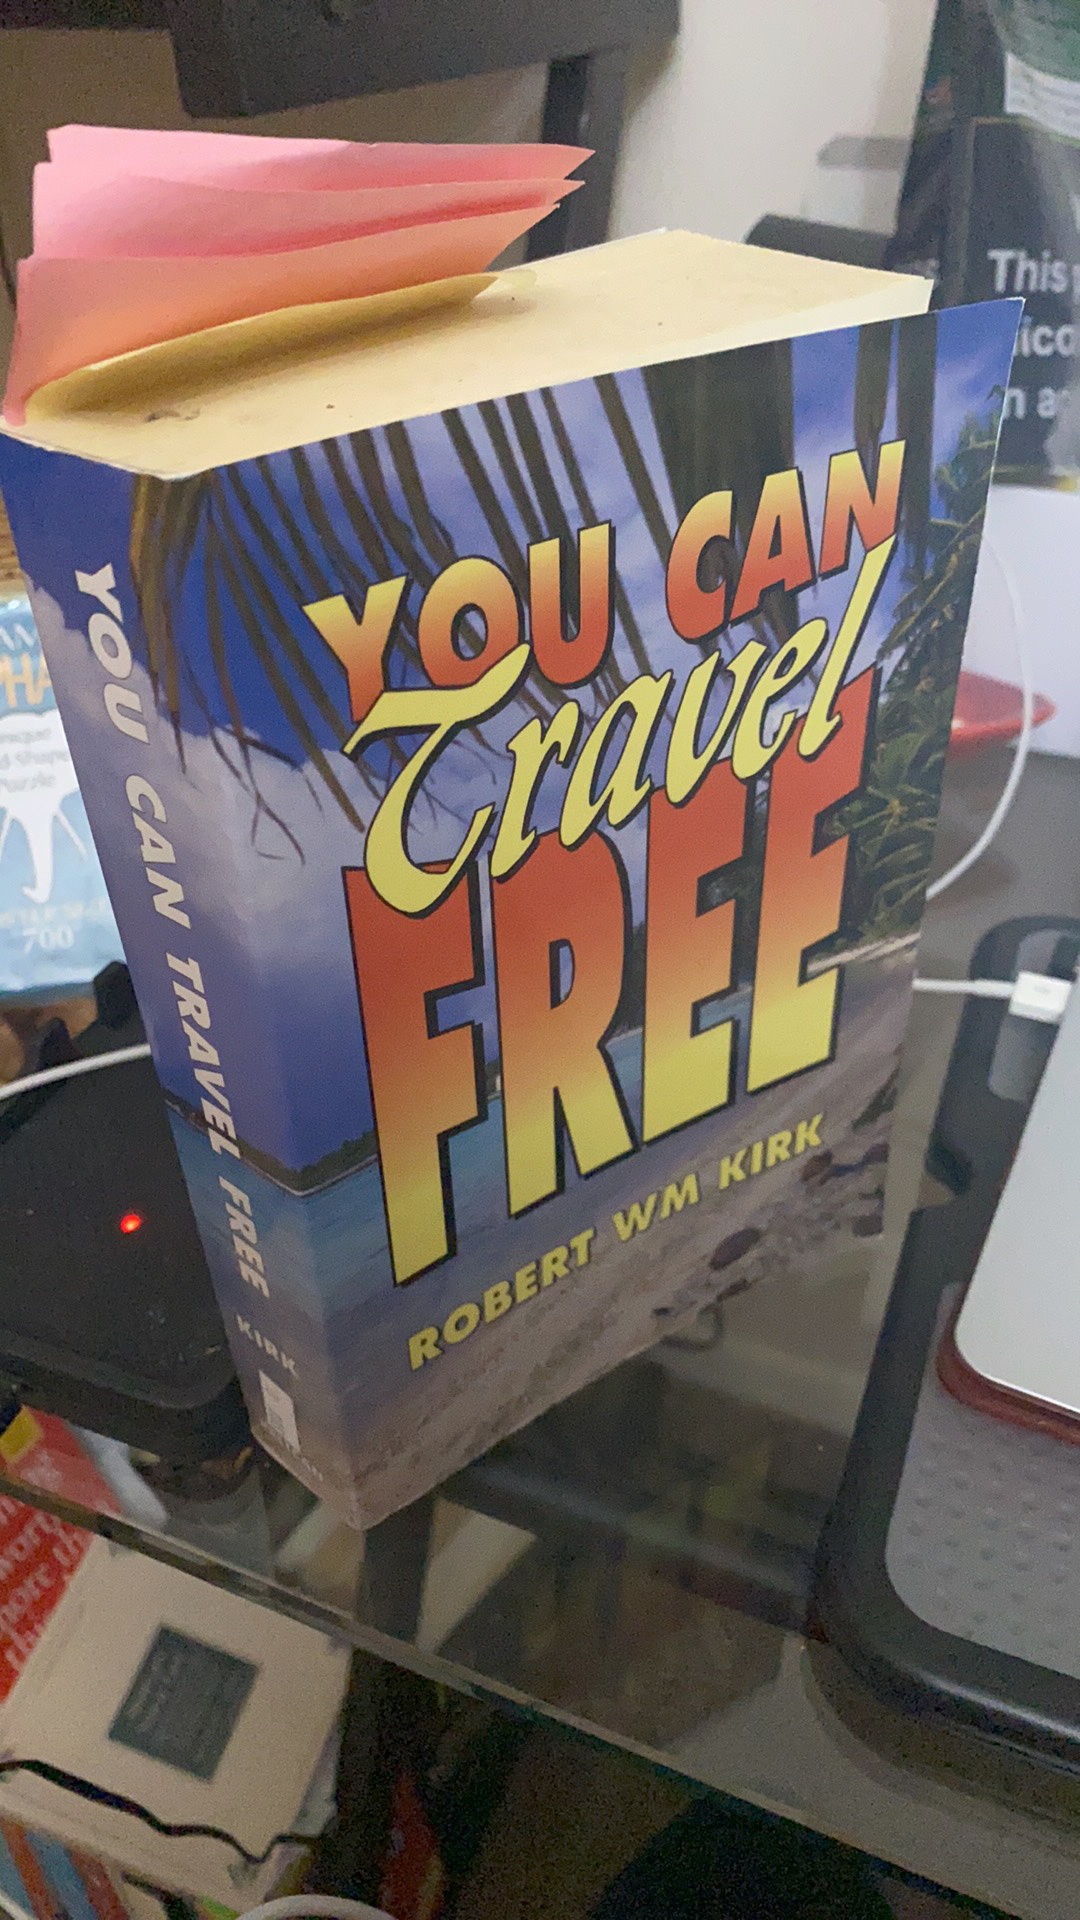 YOU CAN
Travel
FREE
ROBERT WM KIRK
YOU CAN TRAVEL FREE
KIRK
This
700